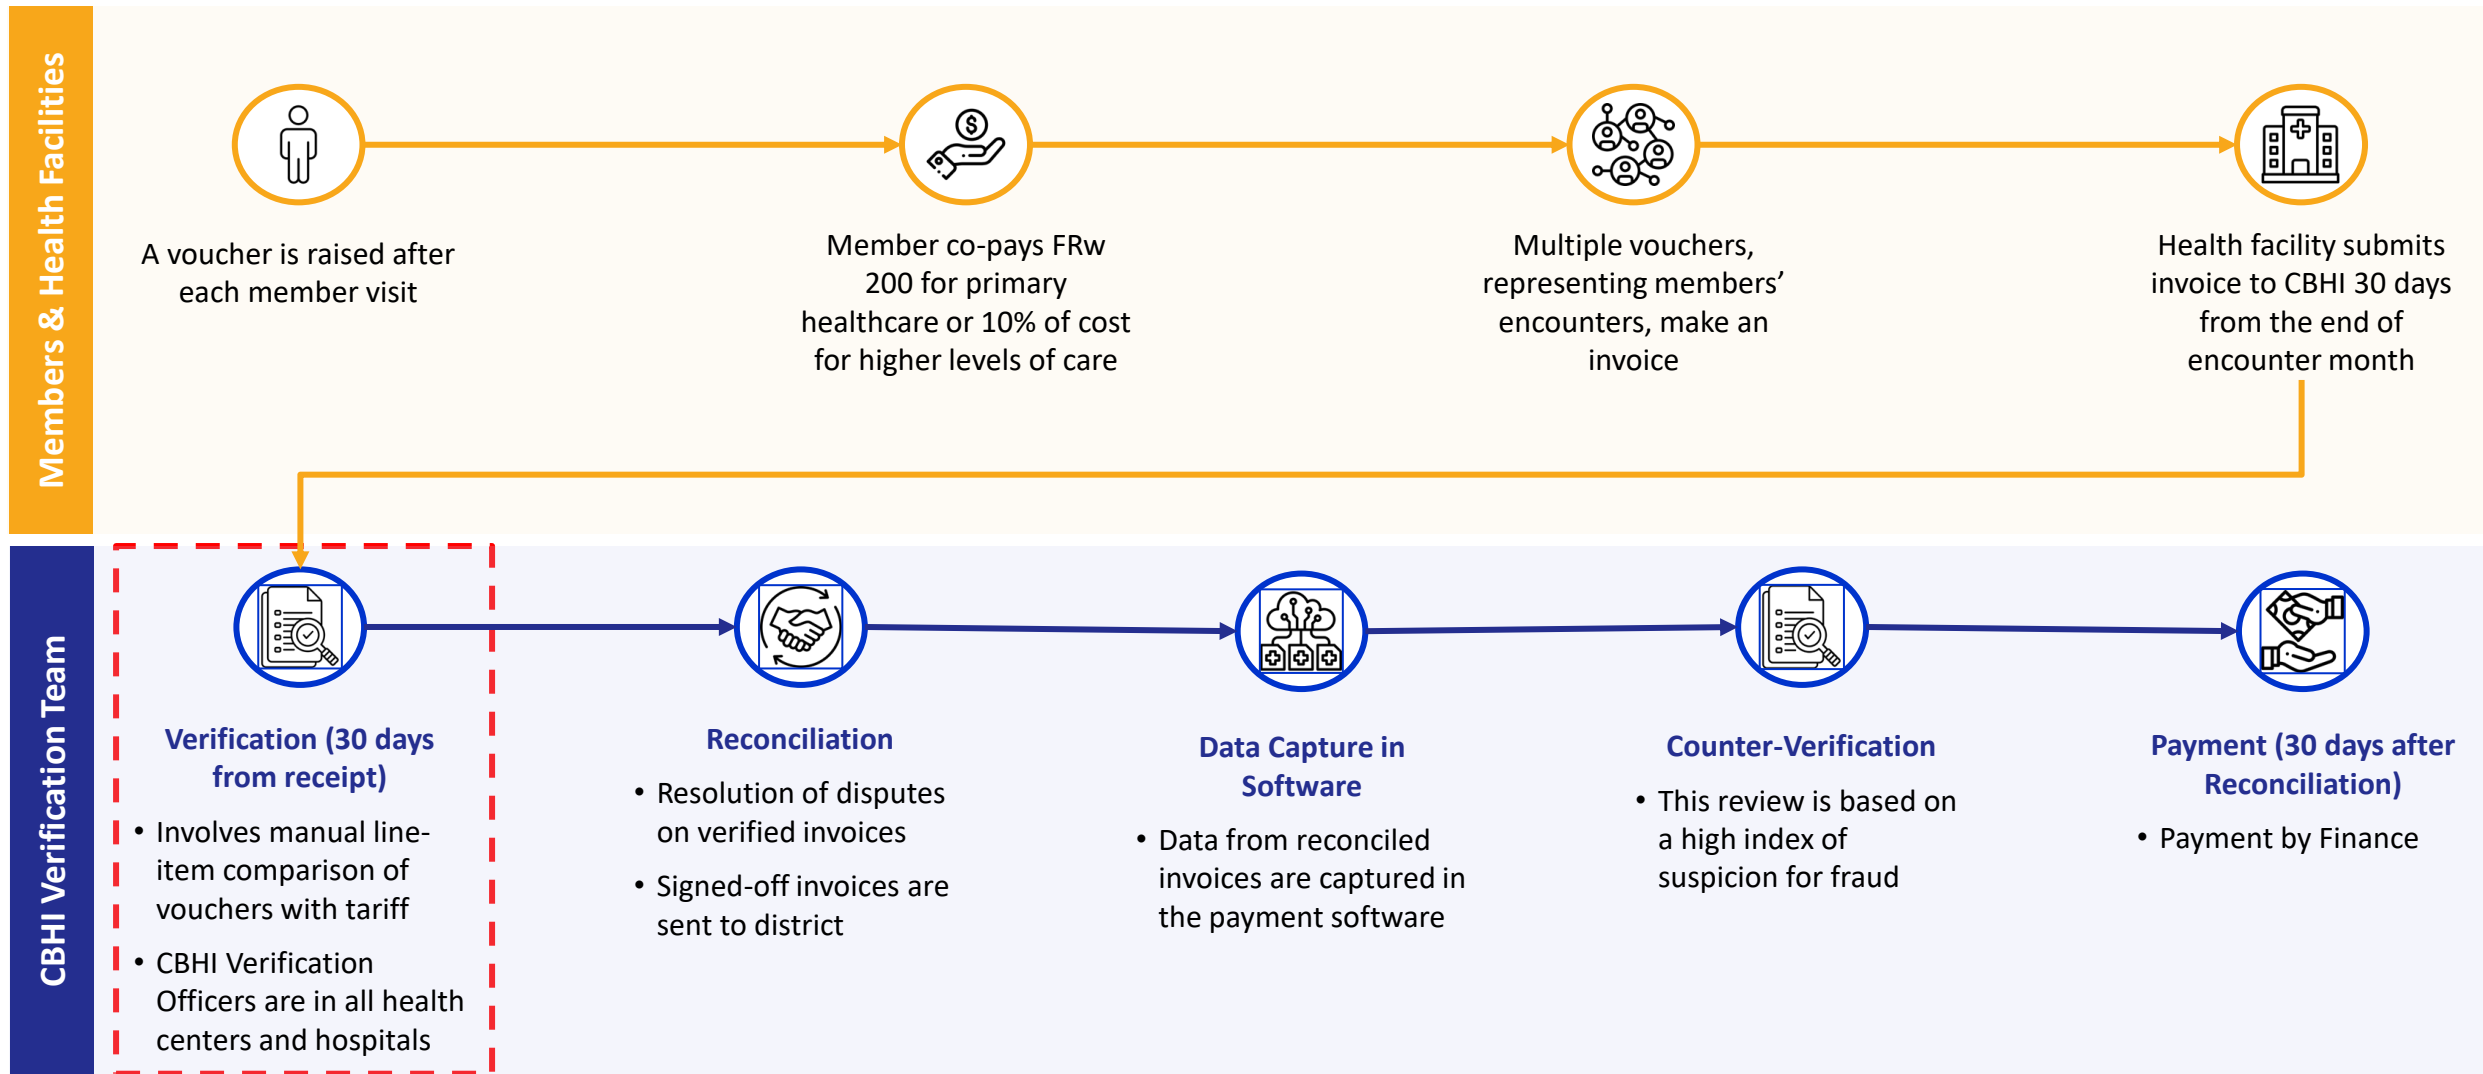 Members & Health Facilities
A voucher is raised after
each member visit
Member co-pays FRw
200 for primary
healthcare or 10% of cost
for higher levels of care
Multiple vouchers,
representing members’
encounters, make an
invoice
Health facility submits
invoice to CBHI 30 days
from the end of
encounter month
CBHI Verification Team
Verification (30 days
from receipt)
• Involves manual line-
item comparison of
vouchers with tariff
• CBHI Verification
Officers are in all health
centers and hospitals
Reconciliation
• Resolution of disputes
on verified invoices
• Signed-off invoices are
sent to district
Data Capture in
Software
• Data from reconciled
invoices are captured in
the payment software
Counter-Verification
• This review is based on
a high index of
suspicion for fraud
Payment (30 days after
Reconciliation)
• Payment by Finance